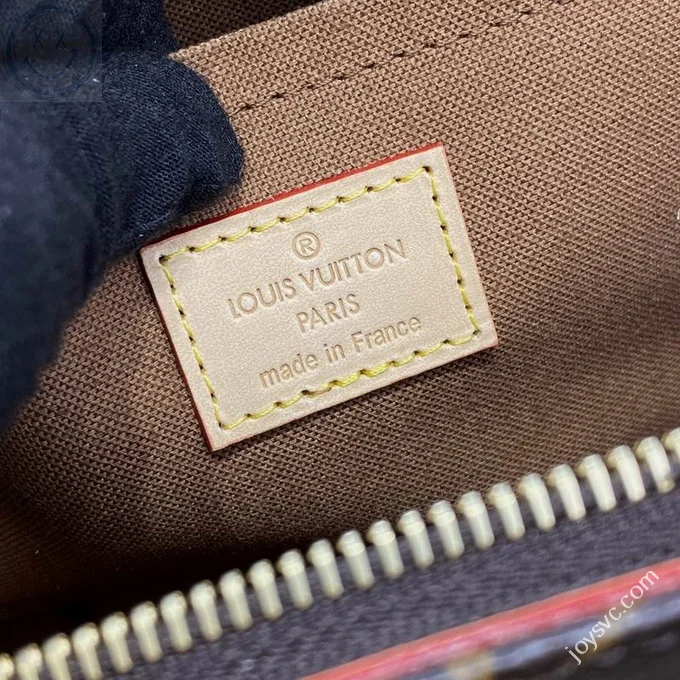 ®
LOUIS VUITTON
PARIS
made in France
joysvc.com